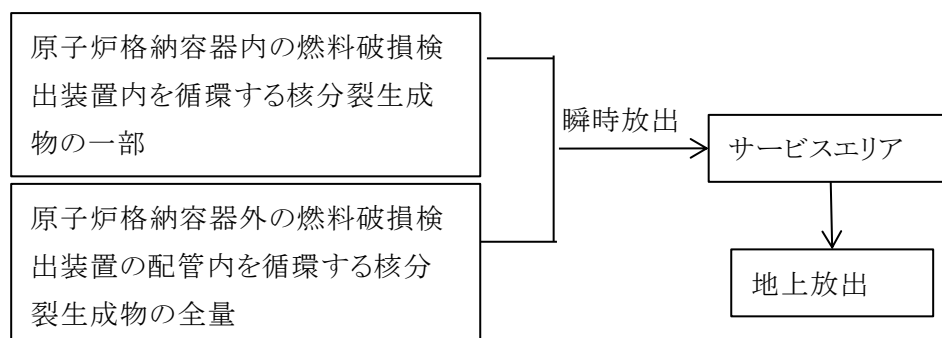 原子炉格納容器内の燃料破損検
出装置内を循環する核分裂生成
物の一部
瞬時放出
サービスエリア
原子炉格納容器外の燃料破損検
出装置の配管内を循環する核分
裂生成物の全量
地上放出